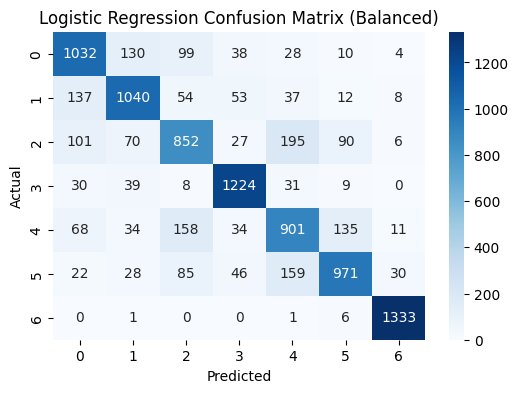 Logistic Regression Confusion Matrix (Balanced)
0 1032 130 99 38 28 10 4
1 137 1040 54 53 37 12 8
2 101 70 852 27 195 90 6
3 30 39 8 1224 31 9 0
4 68 34 158 34 901 135 11
5 22 28 85 46 159 971 30
6 0 1 0 0 1 6 1333
0 1 2 3 4 5 6
Predicted
Actual
1200
1000
800
600
400
200
0